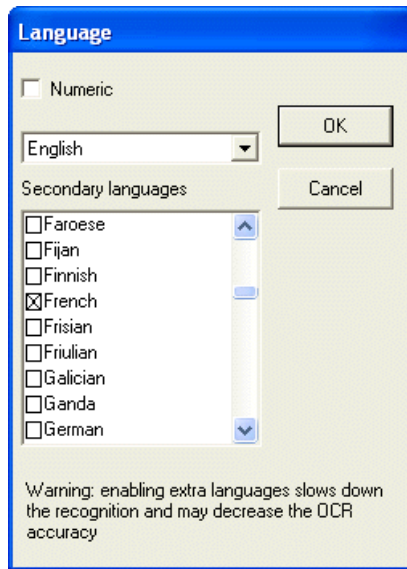 Language
Numeric
OK
English
Secondary languages
Cancel
Faroese
Fijan
Finnish
French
Frisian
Friulian
Galician
Ganda
German
Warning: enabling extra languages slows down
the recognition and may decrease the OCR
accuracy